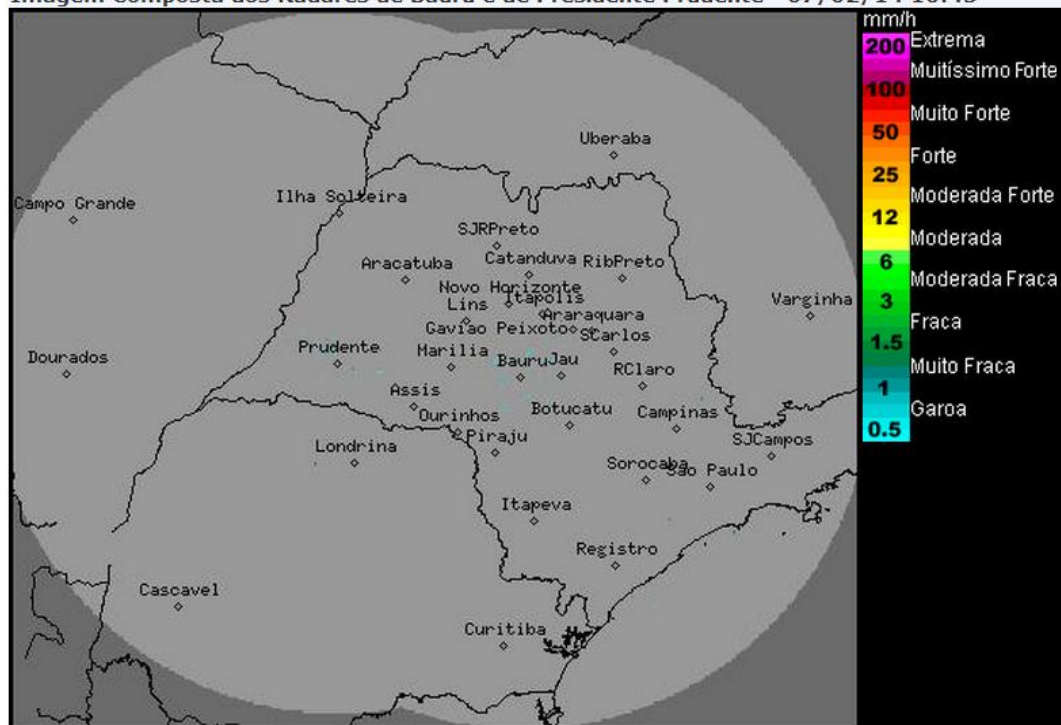 Imagem Composta dos Radares de Bauru e de Presidente Prudente - 07/02/14 16:45
mm/h
200 Extrema
Muitíssimo Forte
100
Muito Forte
50
Forte
25
Moderada Forte
12
Moderada
6
Moderada Fraca
3
Fraca
1.5
Muito Fraca
1
Garoa
0.5
Uberaba
Campo Grande
Ilha Solteira
SJRPreto
Catanduva
RibPreto
Aracatuba
Novo Horizonte
Itapolis
Lins
Araraquara
Varginha
Gaviao Peixoto
SCarlos
Dourados
Prudente
Marilia
Bauru
Jau
RClaro
Assis
Ourinhos
Botucatu
Campinas
Piraju
Londrina
SJCampos
Sorocaba
Sao Paulo
Itapeva
Registro
Cascavel
Curitiba